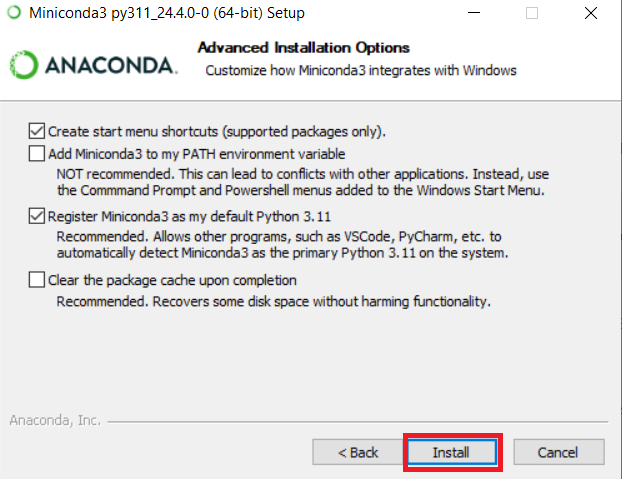 Miniconda3 py311_24.4.0-0 (64-bit) Setup
Advanced Installation Options
Customize how Miniconda3 integrates with Windows
ANACONDA.
Create start menu shortcuts (supported packages only).
Add Miniconda3 to my PATH environment variable
NOT recommended. This can lead to conflicts with other applications. Instead, use
the Commmand Prompt and Powershell menus added to the Windows Start Menu.
Register Miniconda3 as my default Python 3.11
Recommended. Allows other programs, such as VSCode, PyCharm, etc. to
automatically detect Miniconda3 as the primary Python 3.11 on the system.
Clear the package cache upon completion
Recommended. Recovers some disk space without harming functionality.
Anaconda, Inc.
< Back
Install
Cancel